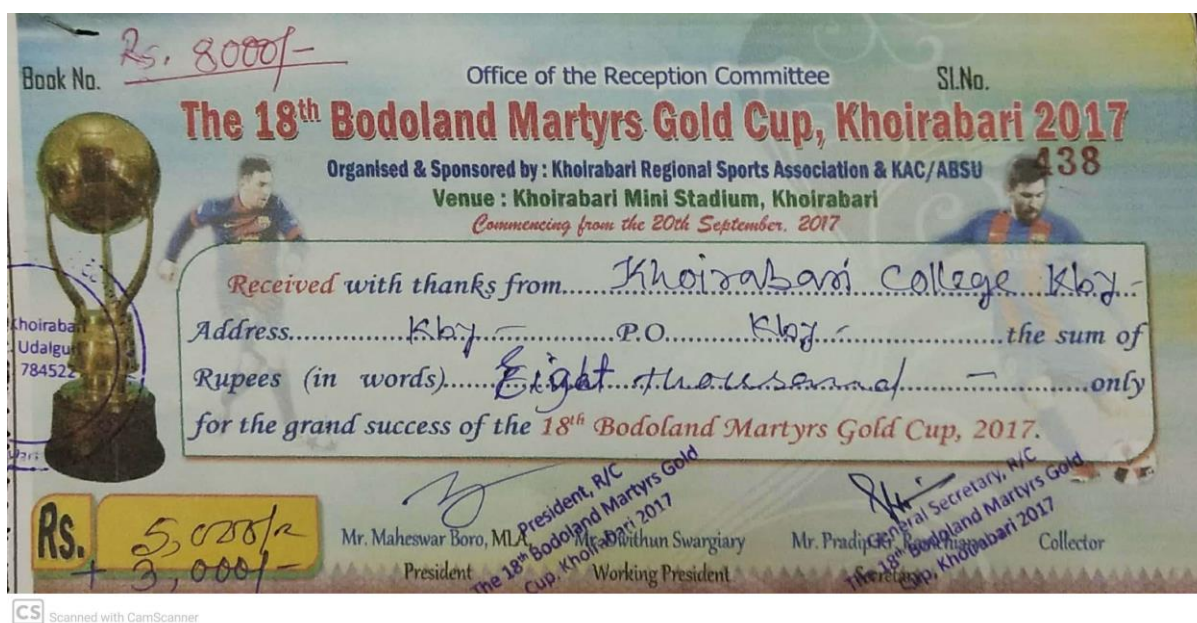 Rs. 8000/-
Book No.
Office of the Reception Committee
Sl.No.
The 18th Bodoland Martyrs Gold Cup, Khoirabari 2017
438
Organised & Sponsored by : Khoirabari Regional Sports Association & KAC/ABSU
Venue : Khoirabari Mini Stadium, Khoirabari
Commencing from the 20th September, 2017
Received with thanks from......Khoirabari College Kby-
Address......Kby-......P.O......Kby-......the sum of
Rupees (in words)......Eight thousand -......only
for the grand success of the 18th Bodoland Martyrs Gold Cup, 2017.
Khoirabari
Udalguri
784522
Rs. 5,000/-
+ 3,000/-
President, R/C
The 18th Bodoland Martyrs Gold
Cup, Khoirabari 2017
General Secretary, R/C
The 18th Bodoland Martyrs Gold
Cup, Khoirabari 2017
Mr. Maheswar Boro, MLA
President
Swargiary
Working President
Mr. Pradip
Secretary
Collector
CS Scanned with CamScanner